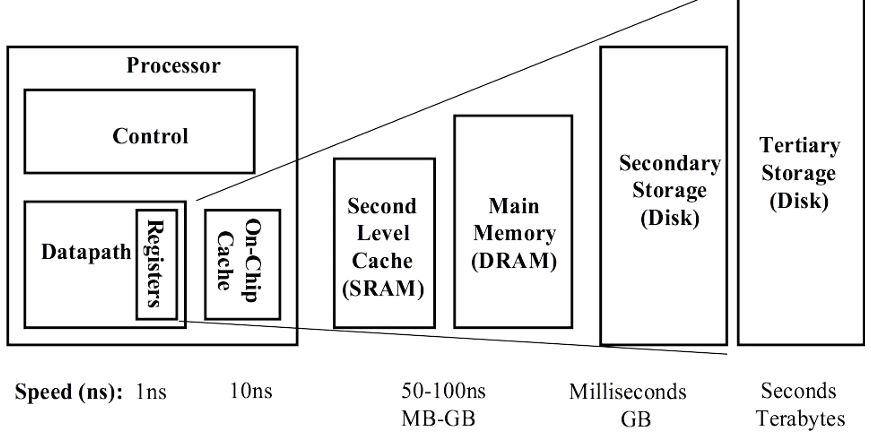 Processor
Control
Datapath
Registers
On-Chip
Cache
Second
Level
Cache
(SRAM)
Main
Memory
(DRAM)
Secondary
Storage
(Disk)
Tertiary
Storage
(Disk)
Speed (ns): 1ns 10ns 50-100ns Milliseconds Seconds
MB-GB GB Terabytes